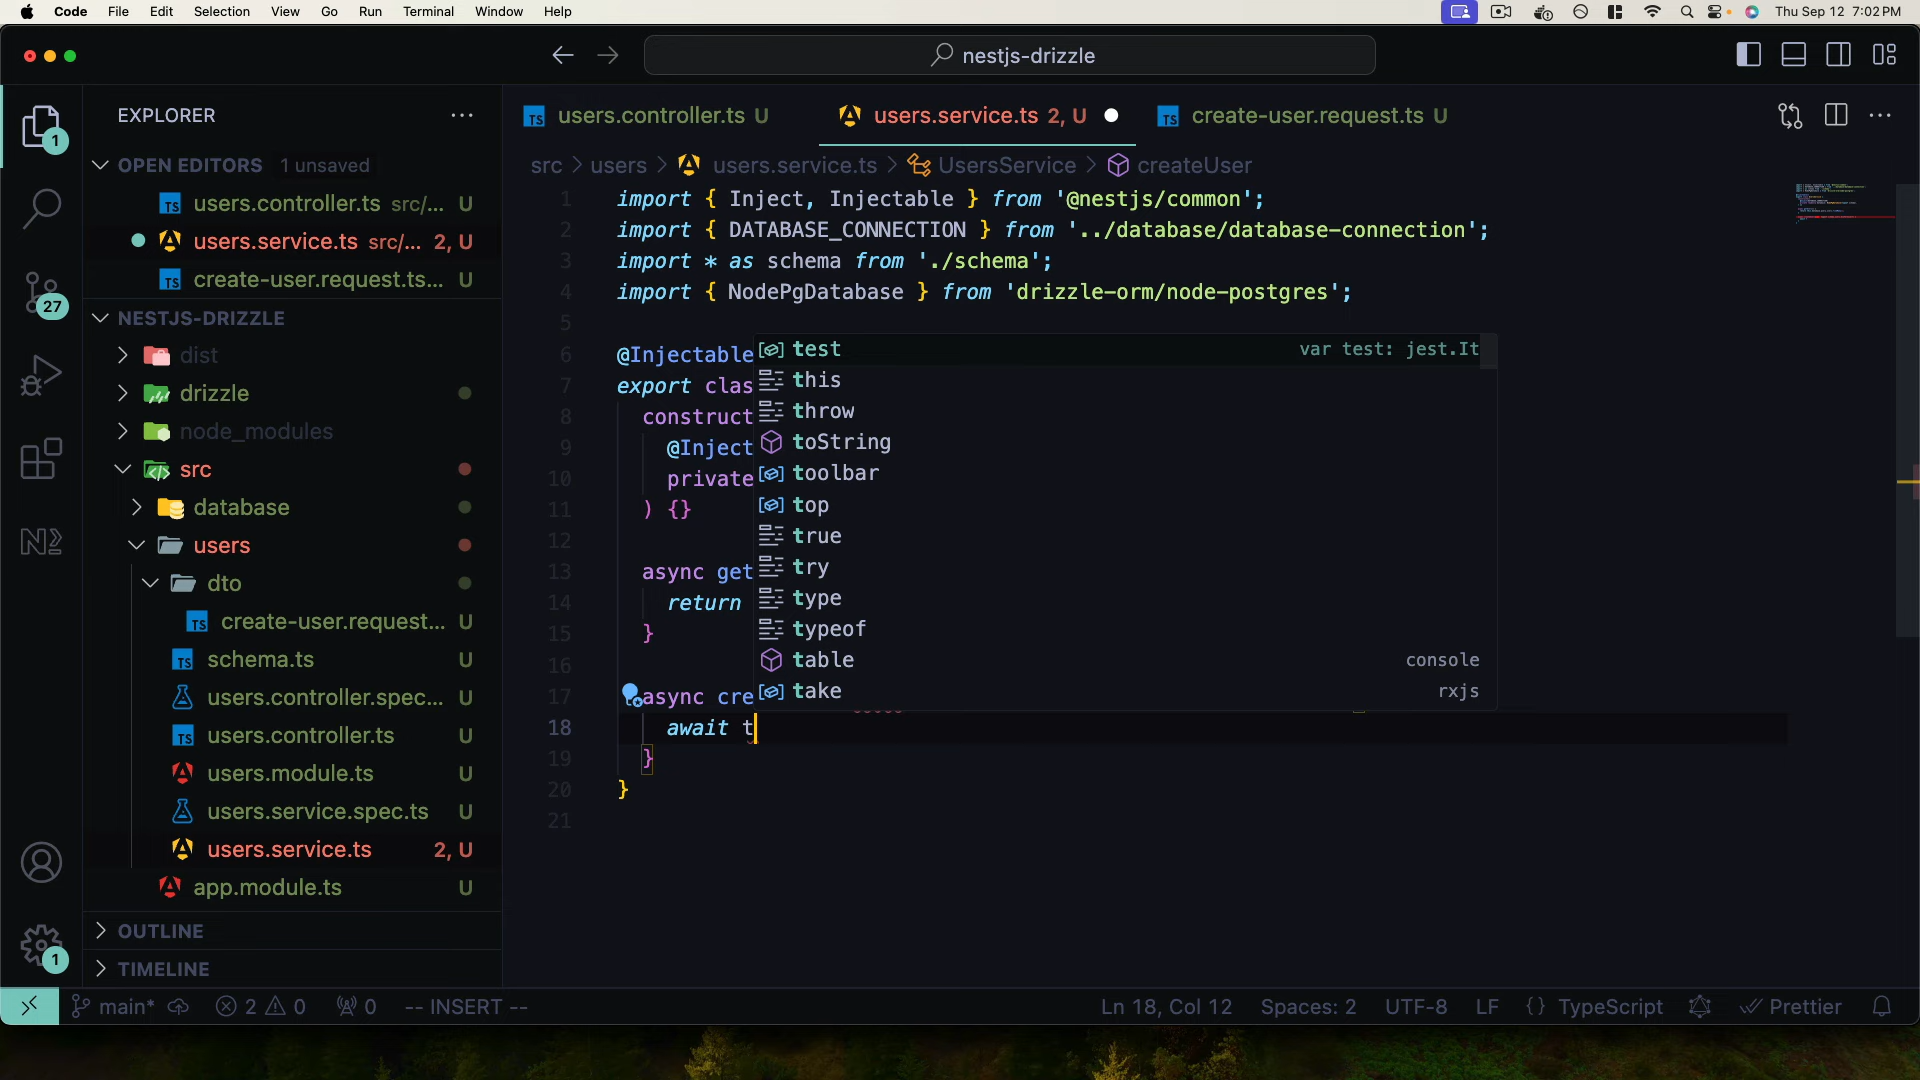 Code File Edit Selection View Go Run Terminal Window Help
Thu Sep 12 7:02 PM
nestjs-drizzle
EXPLORER
OPEN EDITORS 1 unsaved
users.controller.ts src/... U
users.service.ts src/... 2, U
create-user.request.ts... U
NESTJS-DRIZZLE
dist
drizzle
node_modules
src
database
users
dto
create-user.request... U
schema.ts U
users.controller.spec... U
users.controller.ts U
users.module.ts U
users.service.spec.ts U
users.service.ts 2, U
app.module.ts U
OUTLINE
TIMELINE
1
27
1
users.controller.ts U users.service.ts 2, U create-user.request.ts U
src > users > users.service.ts > UsersService > createUser
1 import { Inject, Injectable } from '@nestjs/common';
2 import { DATABASE_CONNECTION } from '../database/database-connection';
3 import * as schema from './schema';
4 import { NodePgDatabase } from 'drizzle-orm/node-postgres';
5
6 @Injectable
7 export clas
8 construct
9 @Inject
10 private
11 ) {}
12
13 async get
14 return
15 }
16
17 async cre
18 await t
19 }
20 }
21
test var test: jest.It
this
throw
toString
toolbar
top
true
try
type
typeof
table console
take rxjs
main* 2 0 0 -- INSERT -- Ln 18, Col 12 Spaces: 2 UTF-8 LF {} TypeScript Prettier